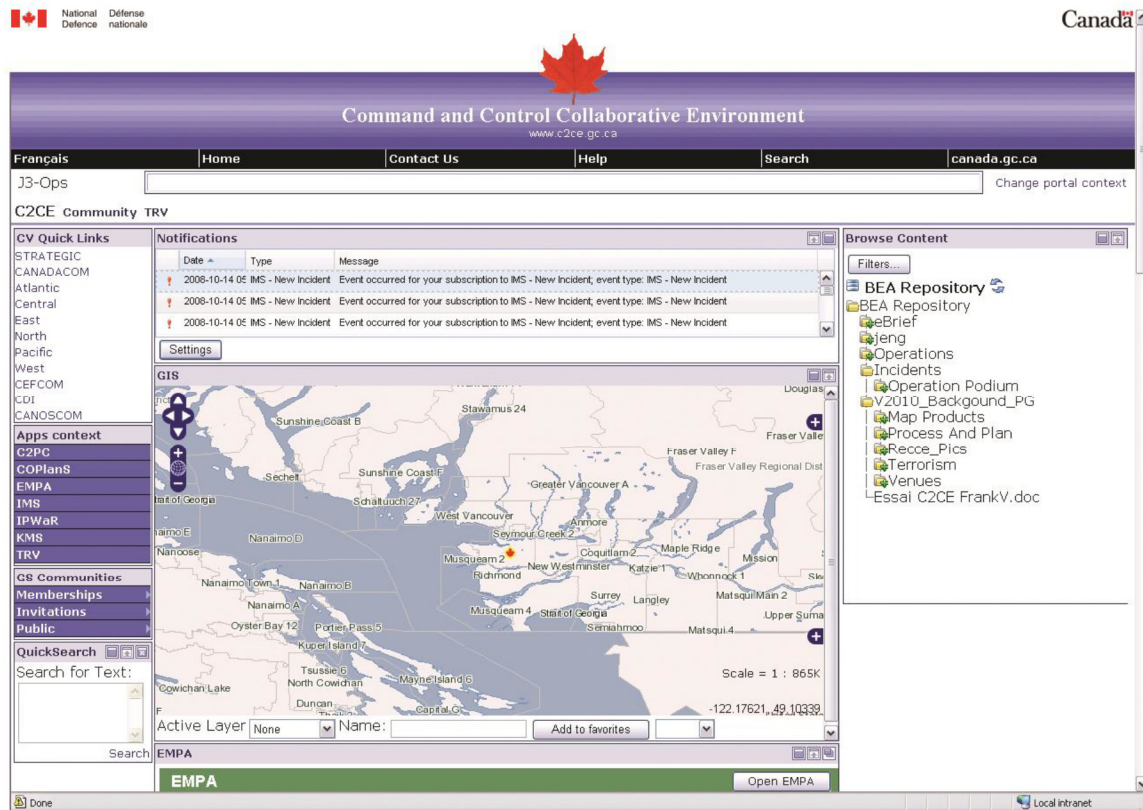 National Défense
Defence nationale
Canada
Command and Control Collaborative Environment
www.c2ce.gc.ca
Français Home Contact Us Help Search canada.gc.ca
J3-Ops Change portal context
C2CE Community TRV
CV Quick Links
STRATEGIC
CANADACOM
Atlantic
Central
East
North
Pacific
West
CEFCOM
CDI
CANOSCOM
Apps context
C2PC
COPlanS
EMPA
IMS
IPWaR
KMS
TRV
CS Communities
Memberships
Invitations
Public
QuickSearch
Search for Text:
Search
Notifications
Date Type Message
2008-10-14 05 IMS - New Incident Event occurred for your subscription to IMS - New Incident; event type: IMS - New Incident
2008-10-14 05 IMS - New Incident Event occurred for your subscription to IMS - New Incident; event type: IMS - New Incident
2008-10-14 05 IMS - New Incident Event occurred for your subscription to IMS - New Incident; event type: IMS - New Incident
Settings
GIS
Douglas
Stawamus 24
Sunshine Coast B
Fraser Valle
Fraser Valley F
Fraser Valley Regional Dist
Sunshine Coast F
Sechelt
Greater Vancouver A
trait of Georgia
Schaltuuch 27
West Vancouver
Anmore
Seymour Creek 2
naimo E
Nanaimo D
Nanoose
Musqueam 2
Coquitlam 2
Maple Ridge
Mission
New Westminster
Katzie 1
Richmond
Whonnock 1
Nanaimo Town 1
Nanaimo B
Surrey
Langley
Matsqui Main 2
Nanaimo A
Musqueam 4
Strait of Georgia
Upper Suma
Oyster Bay 12
Portier Pass 5
Semiahmoo
Matsqui 4
Kuper Island 7
Tsussie 6
North Cowichan
Mayne Island 6
Cowichan Lake
Duncan
Capital G
Scale = 1 : 865K
-122.17621, 49.10339
Active Layer None Name: Add to favorites
EMPA
EMPA Open EMPA
Browse Content
Filters...
BEA Repository
BEA Repository
eBrief
jeng
Operations
Incidents
Operation Podium
V2010_Backgound_PG
Map Products
Process And Plan
Recce_Pics
Terrorism
Venues
Essai C2CE FrankV.doc
Done Local intranet